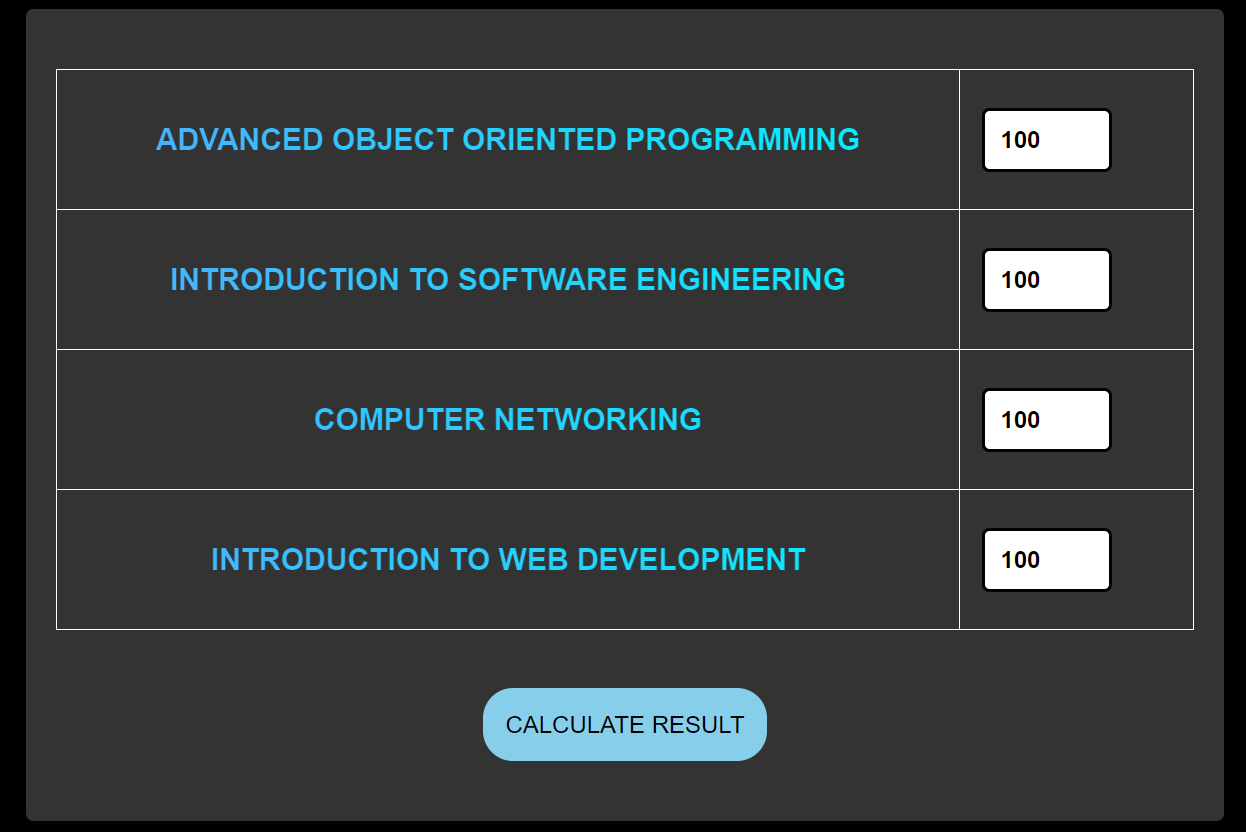 ADVANCED OBJECT ORIENTED PROGRAMMING 100
INTRODUCTION TO SOFTWARE ENGINEERING 100
COMPUTER NETWORKING 100
INTRODUCTION TO WEB DEVELOPMENT 100
CALCULATE RESULT